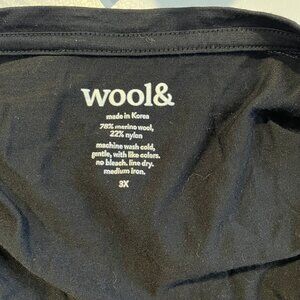 wool&
made in Korea
78% merino wool,
22% nylon
machine wash cold,
gentle, with like colors.
no bleach. line dry.
medium iron.
3X